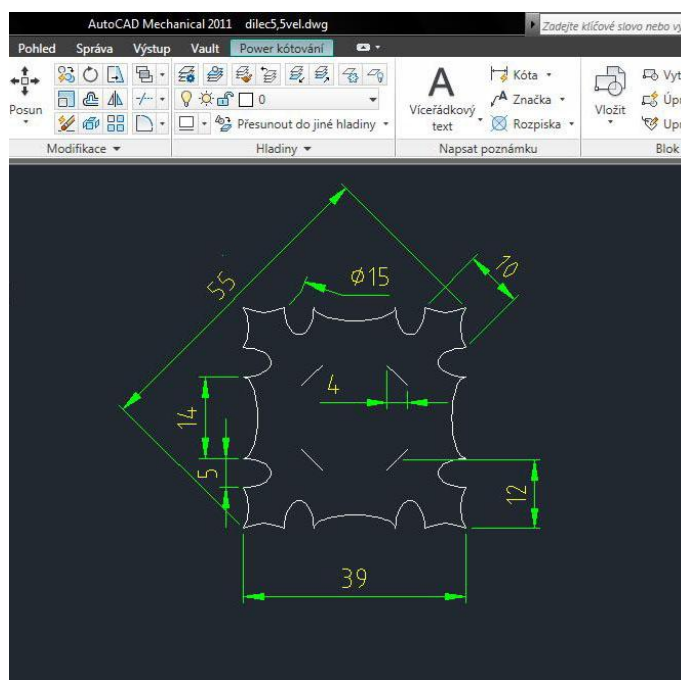 AutoCAD Mechanical 2011 dilec5,5vel.dwg
Zadejte klíčové slovo nebo
Pohled Správa Výstup Vault Power kótování
Posun
0
Přesunout do jiné hladiny
Víceřádkový text
Kóta
Značka
Rozpiska
Vložit
Modifikace
Hladiny
Napsat poznámku
Blok
55
Ø15
10
4
14
5
12
39